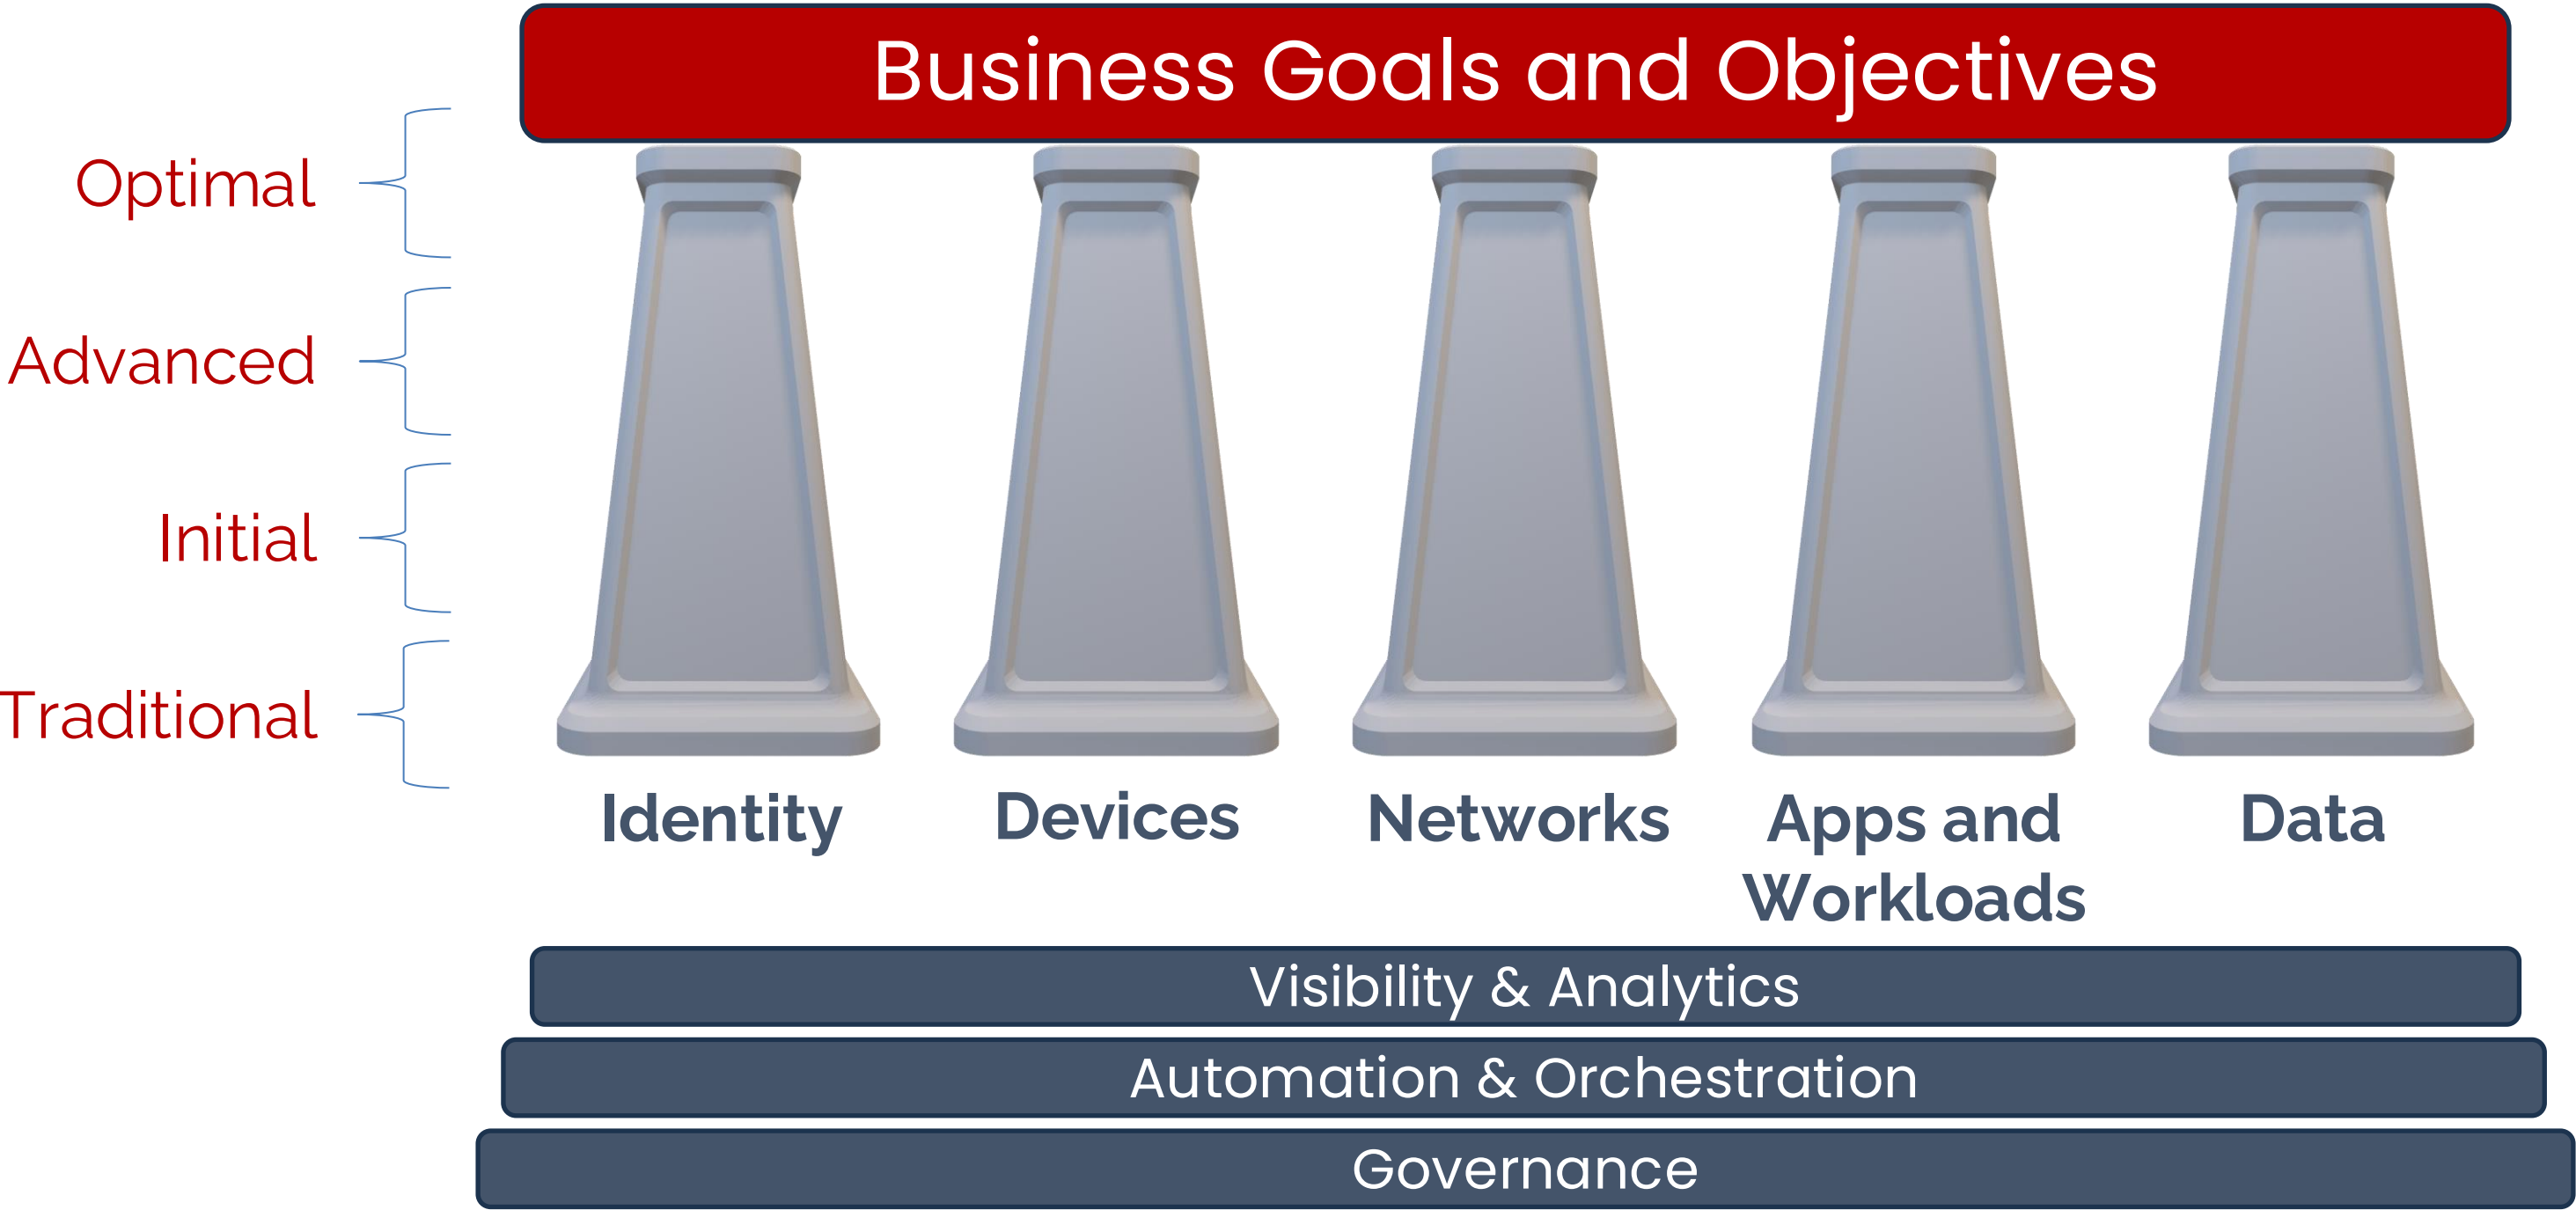 Business Goals and Objectives
Optimal
Advanced
Initial
Traditional
Identity
Devices
Networks
Apps and
Workloads
Data
Visibility & Analytics
Automation & Orchestration
Governance